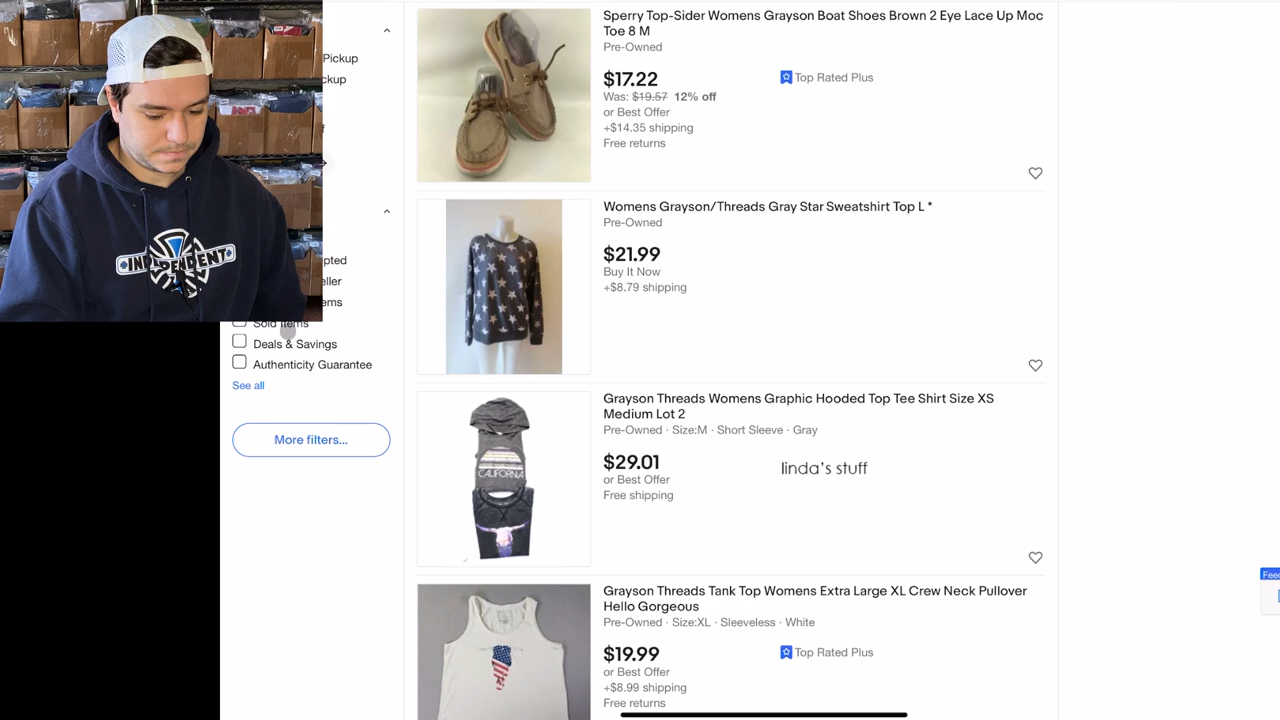 Pickup
ckup
f
INDEPENDENT
pted
eller
ems
Sold Items
Deals & Savings
Authenticity Guarantee
See all
More filters...
Sperry Top-Sider Womens Grayson Boat Shoes Brown 2 Eye Lace Up Moc
Toe 8 M
Pre-Owned
$17.22
Top Rated Plus
Was: $19.57 12% off
or Best Offer
+$14.35 shipping
Free returns
Womens Grayson/Threads Gray Star Sweatshirt Top L *
Pre-Owned
$21.99
Buy It Now
+$8.79 shipping
Grayson Threads Womens Graphic Hooded Top Tee Shirt Size XS
Medium Lot 2
Pre-Owned · Size:M · Short Sleeve · Gray
CALIFORNIA
$29.01
linda's stuff
or Best Offer
Free shipping
Grayson Threads Tank Top Womens Extra Large XL Crew Neck Pullover
Hello Gorgeous
Pre-Owned · Size:XL · Sleeveless · White
$19.99
Top Rated Plus
or Best Offer
+$8.99 shipping
Free returns
Feed